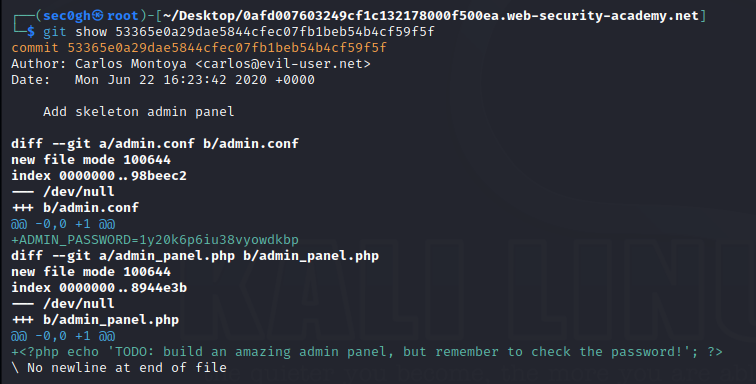 ┌──(sec0gh㉿root)-[~/Desktop/0afd007603249cf1c132178000f500ea.web-security-academy.net]
└─$ git show 53365e0a29dae5844cfec07fb1beb54b4cf59f5f
commit 53365e0a29dae5844cfec07fb1beb54b4cf59f5f
Author: Carlos Montoya <carlos@evil-user.net>
Date:   Mon Jun 22 16:23:42 2020 +0000

    Add skeleton admin panel

diff --git a/admin.conf b/admin.conf
new file mode 100644
index 0000000..98beec2
--- /dev/null
+++ b/admin.conf
@@ -0,0 +1 @@
+ADMIN_PASSWORD=1y20k6p6iu38vyowdkbp
diff --git a/admin_panel.php b/admin_panel.php
new file mode 100644
index 0000000..8944e3b
--- /dev/null
+++ b/admin_panel.php
@@ -0,0 +1 @@
+<?php echo 'TODO: build an amazing admin panel, but remember to check the password!'; ?>
\ No newline at end of file
KALI LINU